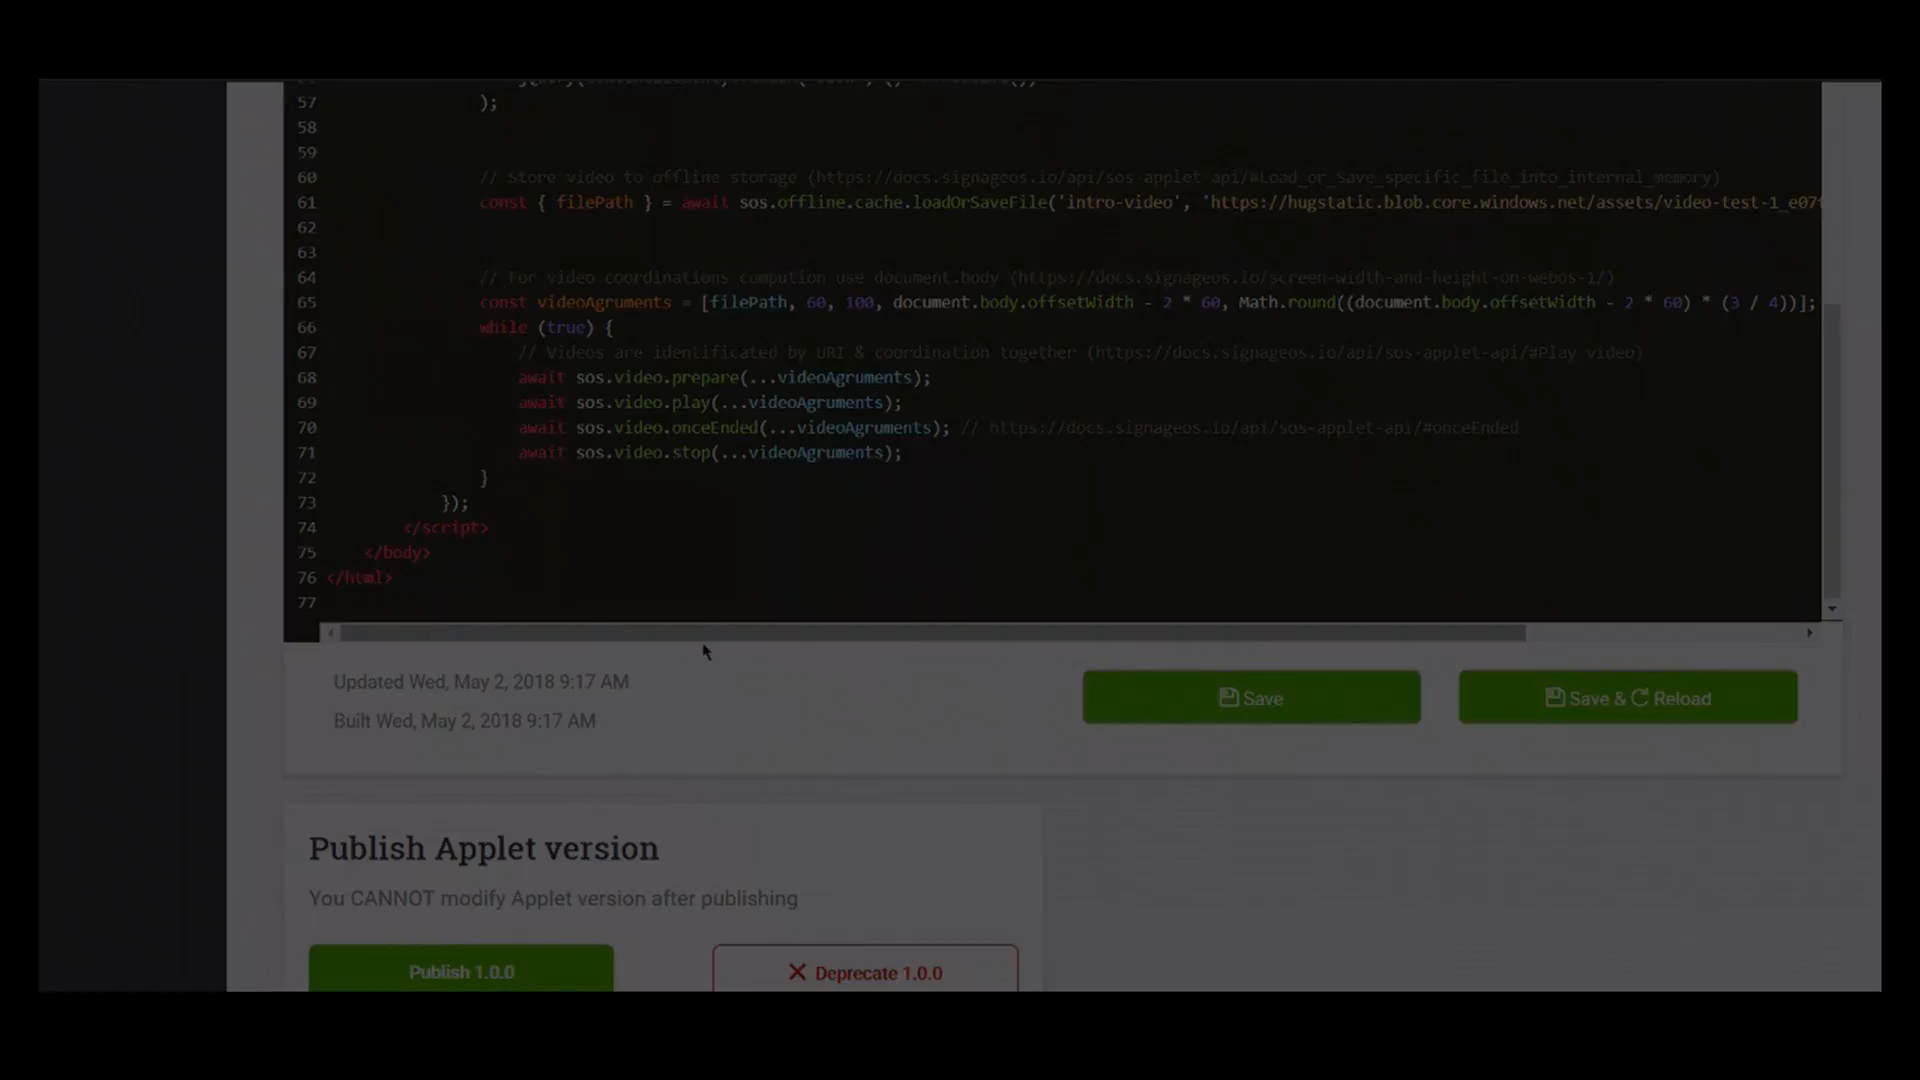 57 );
58
59
60 // Store video to offline storage (https://docs.signageos.io/api/sos-applet-api/#Load_or_Save_specific_file_into_internal_memory)
61 const { filePath } = await sos.offline.cache.loadOrSaveFile('intro-video', 'https://hugstatic.blob.core.windows.net/assets/video-test-1_e07f
62
63
64 // For video coordinations compution use document.body (https://docs.signageos.io/screen-width-and-height-on-webos-1/)
65 const videoAgruments = [filePath, 60, 100, document.body.offsetWidth - 2 * 60, Math.round((document.body.offsetWidth - 2 * 60) * (3 / 4))];
66 while (true) {
67 // Videos are identificated by URI & coordination together (https://docs.signageos.io/api/sos-applet-api/#Play_video)
68 await sos.video.prepare(...videoAgruments);
69 await sos.video.play(...videoAgruments);
70 await sos.video.onceEnded(...videoAgruments); // https://docs.signageos.io/api/sos-applet-api/#onceEnded
71 await sos.video.stop(...videoAgruments);
72 }
73 });
74 </script>
75 </body>
76 </html>
77
Updated Wed, May 2, 2018 9:17 AM
Save
Save & Reload
Built Wed, May 2, 2018 9:17 AM
Publish Applet version
You CANNOT modify Applet version after publishing
Publish 1.0.0
Deprecate 1.0.0